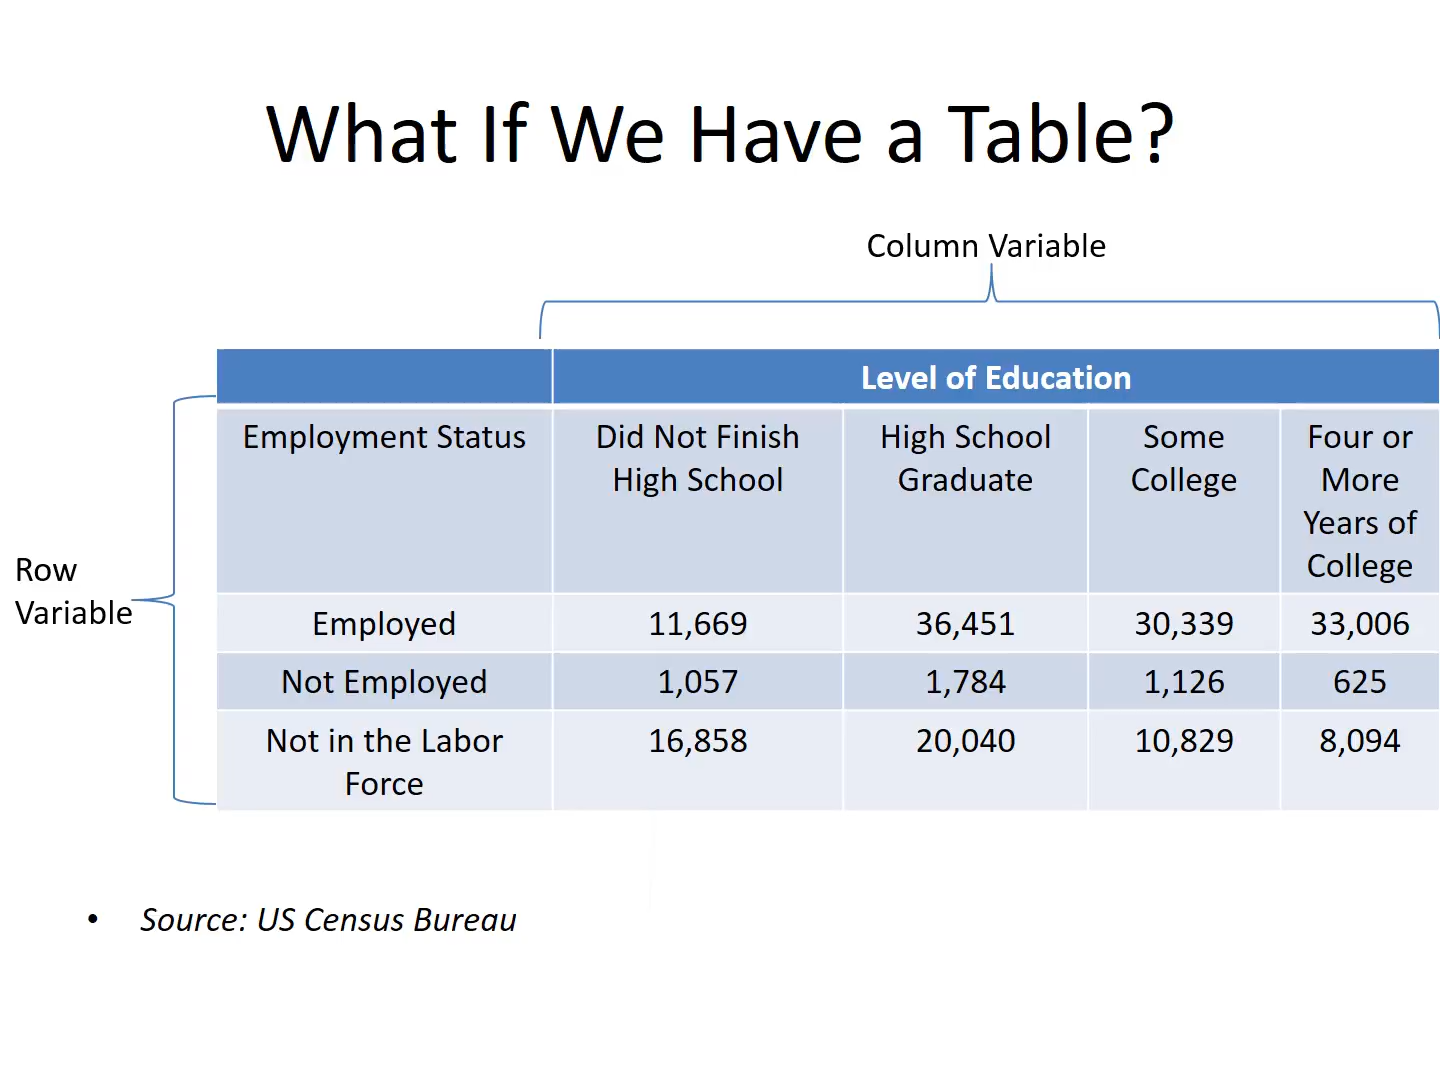 What If We Have a Table?
Column Variable
Level of Education
Employment Status
Did Not Finish
High School
High School
Graduate
Some
College
Four or
More
Years of
College
Row
Variable
Employed 11,669 36,451 30,339 33,006
Not Employed 1,057 1,784 1,126 625
Not in the Labor
Force
16,858 20,040 10,829 8,094
• Source: US Census Bureau